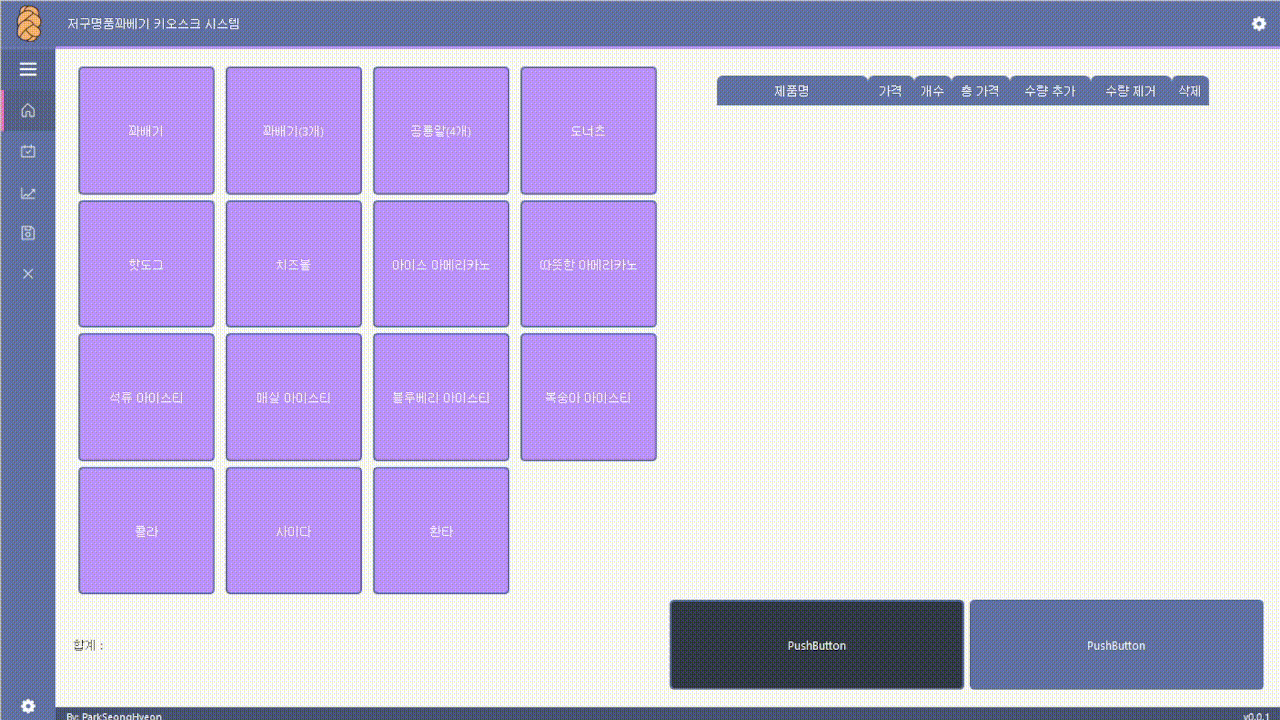 저구명품꽈베기 키오스크 시스템
꽈배기 꽈배기(3개) 공룡알(4개) 도너츠
핫도그 치즈볼 아이스 아메리카노 따뜻한 아메리카노
석류 아이스티 매실 아이스티 블루베리 아이스티 복숭아 아이스티
콜라 사이다 환타
제품명 가격 개수 총 가격 수량 추가 수량 제거 삭제
합계 :
PushButton PushButton
By: ParkSeongHyeon v0.0.1